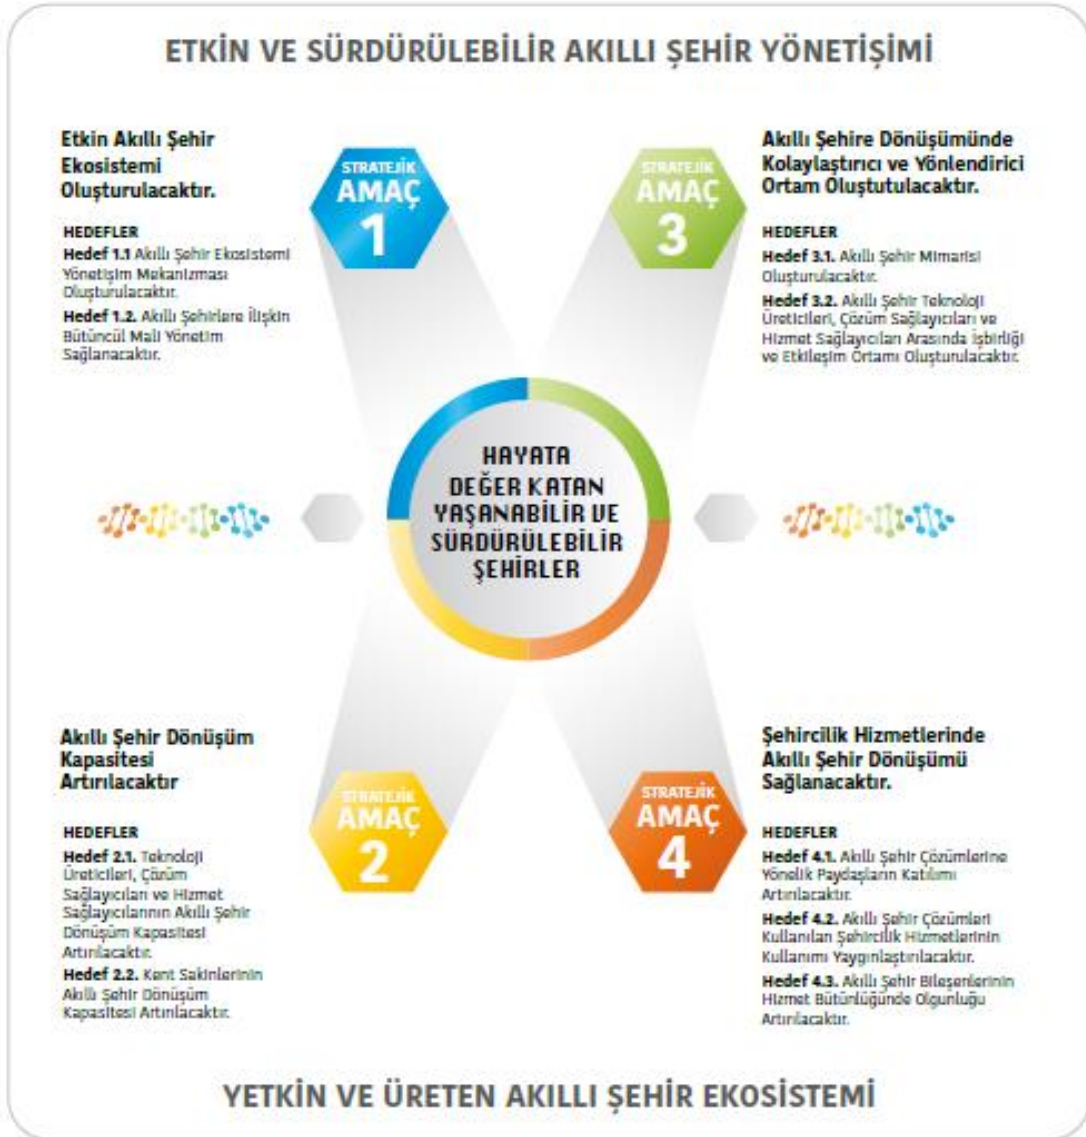 ETKİN VE SÜRDÜRÜLEBİLİR AKILLI ŞEHİR YÖNETİŞİMİ
Etkin Akıllı Şehir
Ekosistemi
Oluşturulacaktır.
HEDEFLER
Hedef 1.1 Akıllı Şehir Ekosistemi
Yönetişim Mekanizması
Oluşturulacaktır.
Hedef 1.2. Akıllı Şehirlere İlişkin
Bütüncül Mali Yönetim
Sağlanacaktır.
STRATEJİK
AMAÇ
1
STRATEJİK
AMAÇ
3
Akıllı Şehire Dönüşümünde
Kolaylaştırıcı ve Yönlendirici
Ortam Oluştutulacaktır.
HEDEFLER
Hedef 3.1. Akıllı Şehir Mimarisi
Oluşturulacaktır.
Hedef 3.2. Akıllı Şehir Teknoloji
Üreticileri, Çözüm Sağlayıcıları ve
Hizmet Sağlayıcıları Arasında İşbirliği
ve Etkileşim Ortamı Oluşturulacaktır.
HAYATA
DEĞER KATAN
YAŞANABİLİR VE
SÜRDÜRÜLEBİLİR
ŞEHİRLER
Akıllı Şehir Dönüşüm
Kapasitesi
Artırılacaktır
HEDEFLER
Hedef 2.1. Teknoloji
Üreticileri, Çözüm
Sağlayıcıları ve Hizmet
Sağlayıcılarının Akıllı Şehir
Dönüşüm Kapasitesi
Artırılacaktır.
Hedef 2.2. Kent Sakinlerinin
Akıllı Şehir Dönüşüm
Kapasitesi Artırılacaktır.
STRATEJİK
AMAÇ
2
STRATEJİK
AMAÇ
4
Şehircilik Hizmetlerinde
Akıllı Şehir Dönüşümü
Sağlanacaktır.
HEDEFLER
Hedef 4.1. Akıllı Şehir Çözümlerine
Yönelik Paydaşların Katılımı
Artırılacaktır.
Hedef 4.2. Akıllı Şehir Çözümleri
Kullanılan Şehircilik Hizmetlerinin
Kullanımı Yaygınlaştırılacaktır.
Hedef 4.3. Akıllı Şehir Bileşenlerinin
Hizmet Bütünlüğünde Olgunluğu
Artırılacaktır.
YETKİN VE ÜRETEN AKILLI ŞEHİR EKOSİSTEMİ